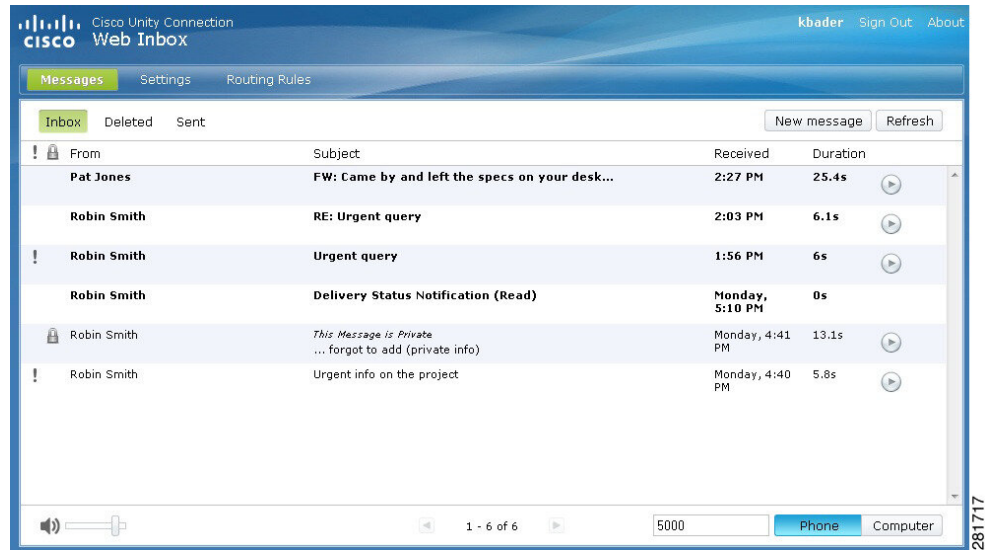 Cisco Unity Connection
kbader Sign Out About
CISCO Web Inbox
Messages Settings Routing Rules
Inbox Deleted Sent New message Refresh
! From Subject Received Duration
Pat Jones FW: Came by and left the specs on your desk... 2:27 PM 25.4s
Robin Smith RE: Urgent query 2:03 PM 6.1s
! Robin Smith Urgent query 1:56 PM 6s
Robin Smith Delivery Status Notification (Read) Monday, 0s
5:10 PM
Robin Smith This Message is Private Monday, 4:41 13.1s
... forgot to add (private info) PM
! Robin Smith Urgent info on the project Monday, 4:40 5.8s
PM
1 - 6 of 6 5000 Phone Computer
281717